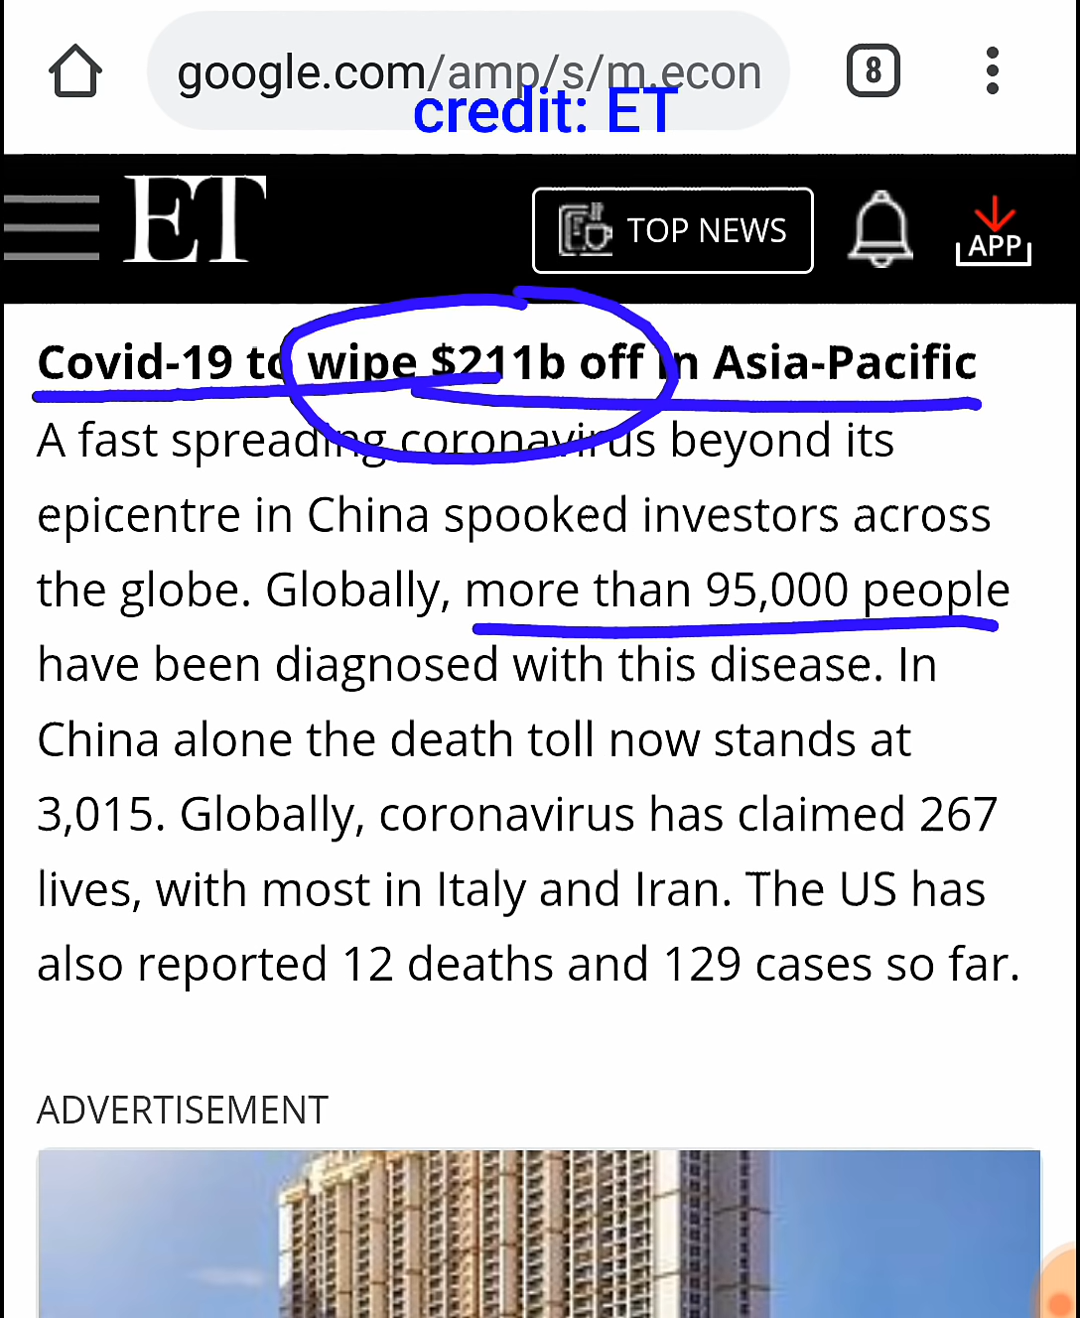 google.com/amp/s/m.econ
8
credit: ET
ET
TOP NEWS
APP
Covid-19 to wipe $211b off in Asia-Pacific
A fast spreading coronavirus beyond its
epicentre in China spooked investors across
the globe. Globally, more than 95,000 people
have been diagnosed with this disease. In
China alone the death toll now stands at
3,015. Globally, coronavirus has claimed 267
lives, with most in Italy and Iran. The US has
also reported 12 deaths and 129 cases so far.
ADVERTISEMENT